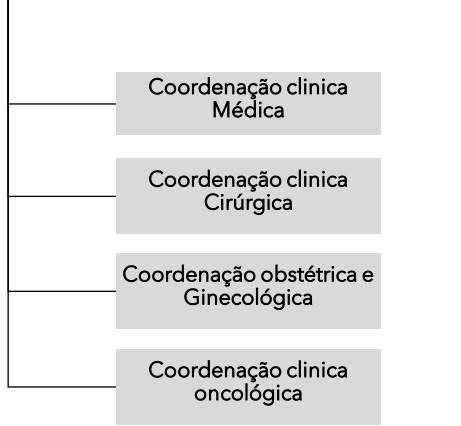 Coordenação clinica
Médica
Coordenação clinica
Cirúrgica
Coordenação obstétrica e
Ginecológica
Coordenação clinica
oncológica